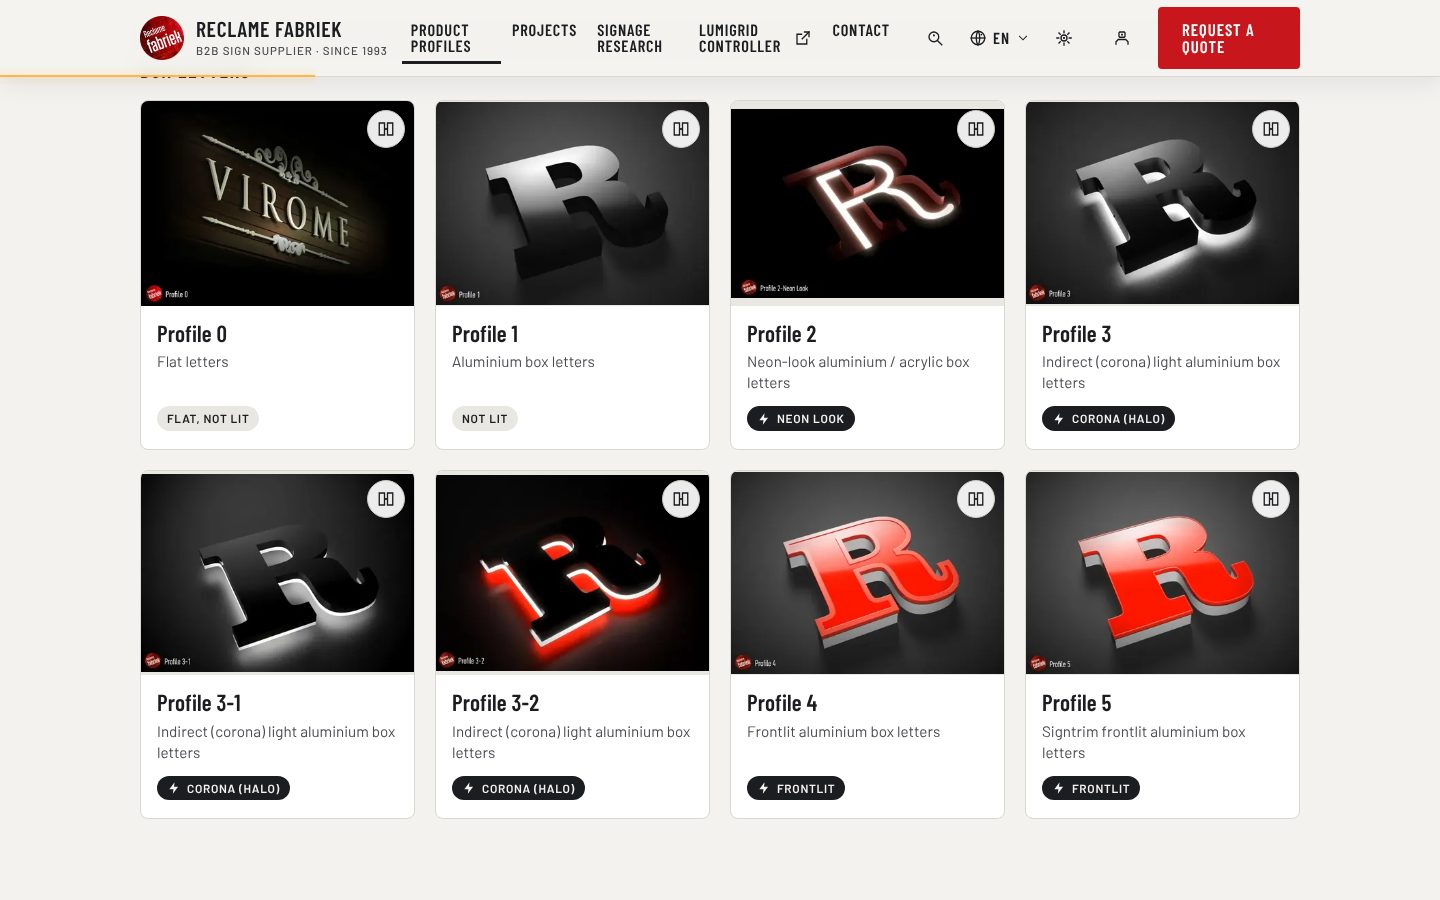 Reclame fabriek
RECLAME FABRIEK
B2B SIGN SUPPLIER · SINCE 1993
PRODUCT PROFILES
PROJECTS
SIGNAGE RESEARCH
LUMIGRID CONTROLLER
CONTACT
EN
REQUEST A QUOTE
VIROME
Profile 0
Profile 1
Profile 2-Neon Look
Profile 3
Profile 0
Flat letters
FLAT, NOT LIT
Profile 1
Aluminium box letters
NOT LIT
Profile 2
Neon-look aluminium / acrylic box
letters
NEON LOOK
Profile 3
Indirect (corona) light aluminium box
letters
CORONA (HALO)
R
R
R
R
Profile 3-1
Profile 3-2
Profile 4
Profile 5
Profile 3-1
Indirect (corona) light aluminium box
letters
CORONA (HALO)
Profile 3-2
Indirect (corona) light aluminium box
letters
CORONA (HALO)
Profile 4
Frontlit aluminium box letters
FRONTLIT
Profile 5
Signtrim frontlit aluminium box
letters
FRONTLIT